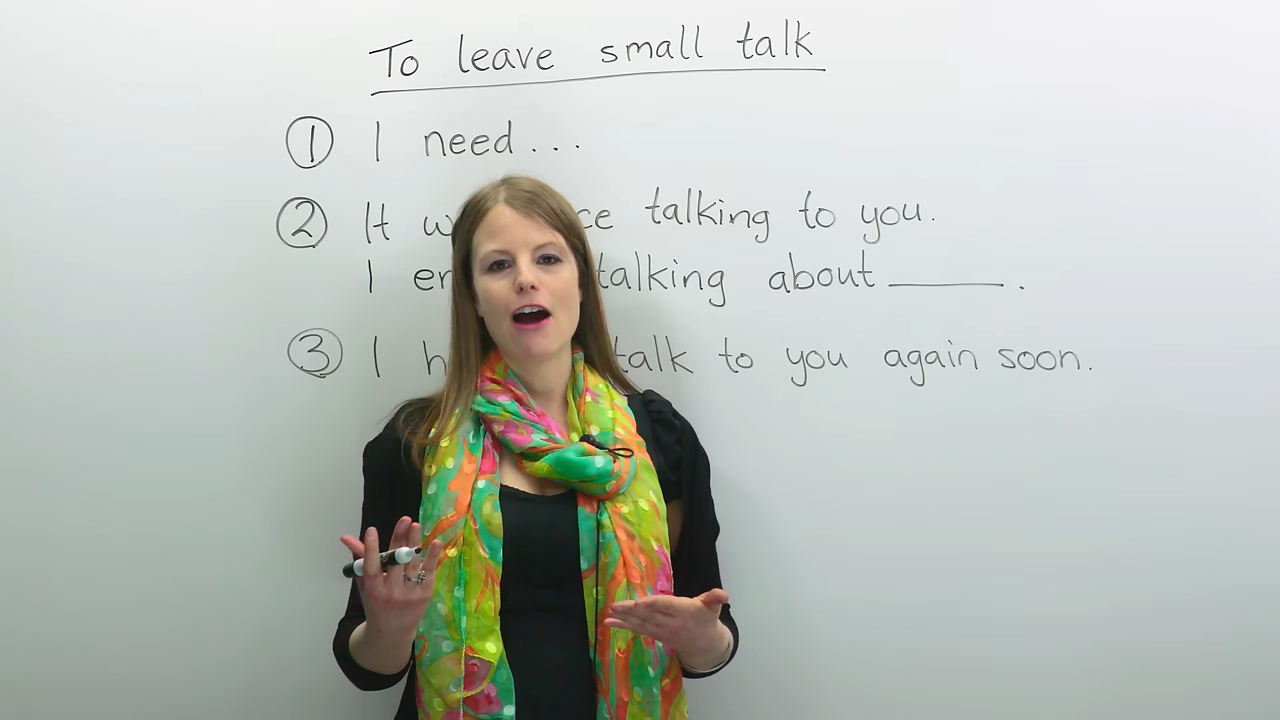 To leave small talk
① I need...
② It talking to you.
I talking about ______.
③ I talk to you again soon.